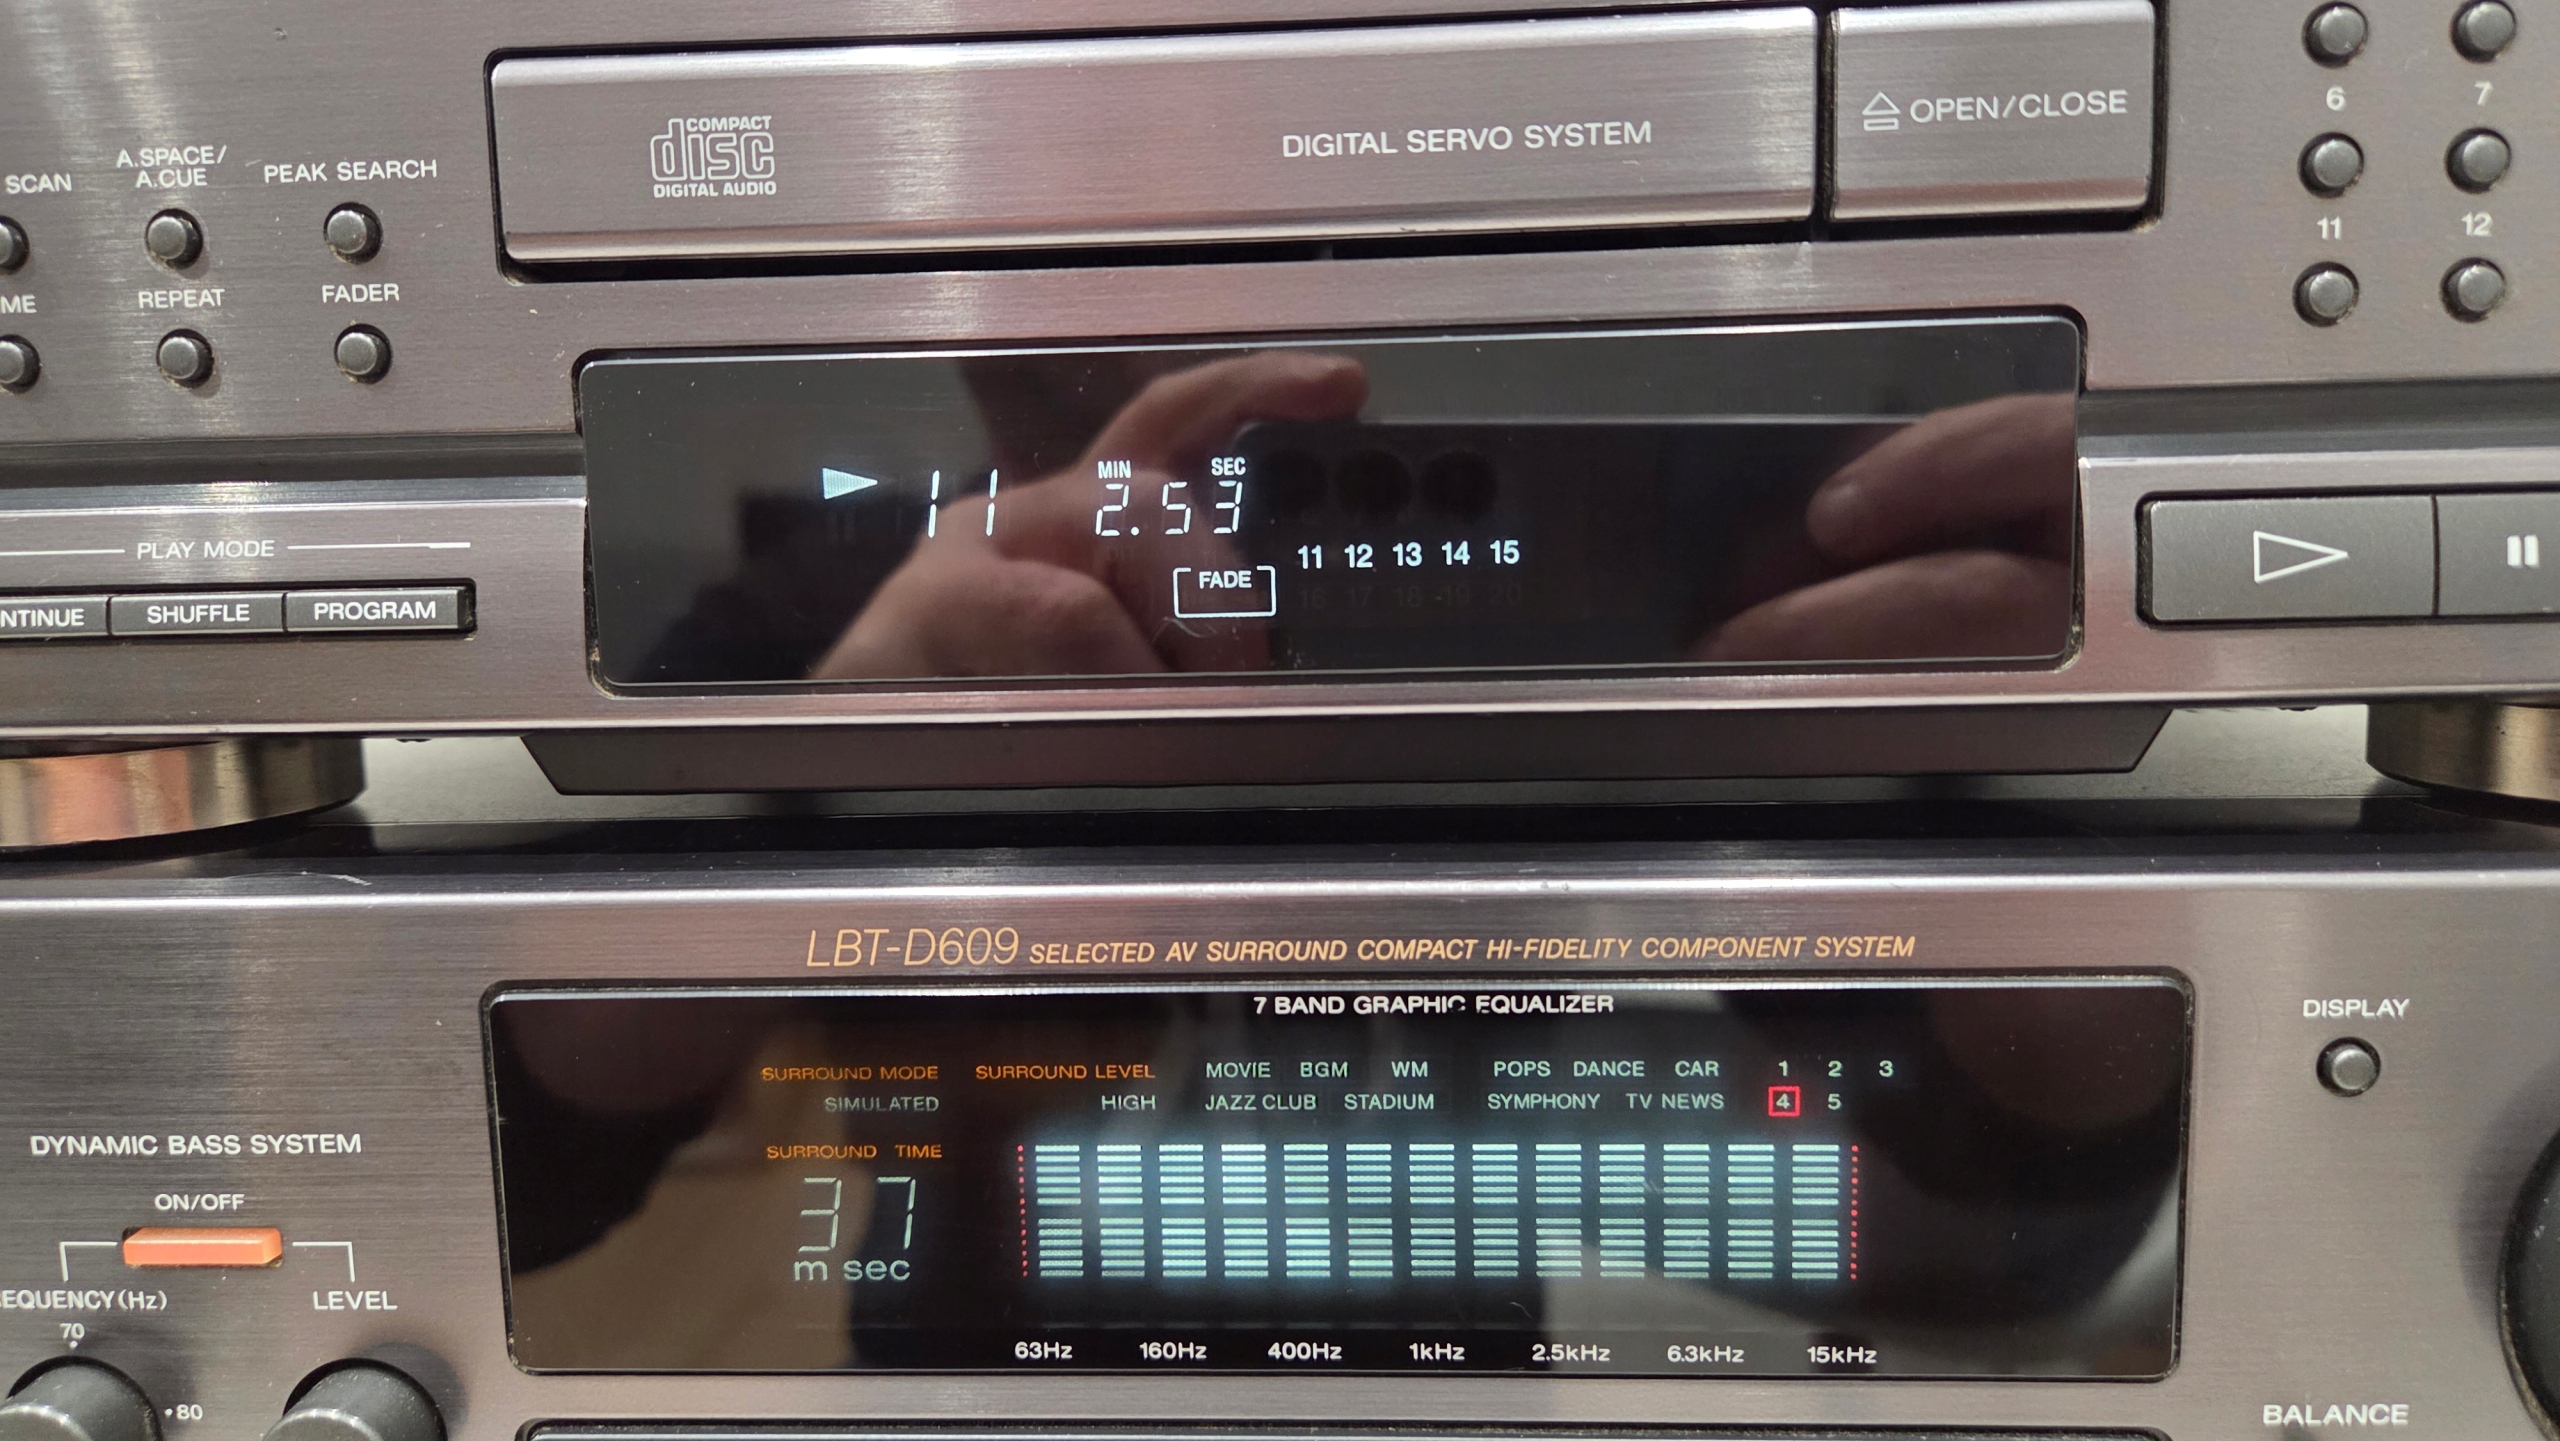 COMPACT
disc
DIGITAL AUDIO
DIGITAL SERVO SYSTEM
OPEN/CLOSE
6 7
11 12
SCAN
A.SPACE/
A.CUE
PEAK SEARCH
REPEAT
FADER
PLAY MODE
SHUFFLE
PROGRAM
MIN SEC
11 2.53
11 12 13 14 15
FADE
16 17 18 19 20
LBT-D609 SELECTED AV SURROUND COMPACT HI-FIDELITY COMPONENT SYSTEM
7 BAND GRAPHIC EQUALIZER
SURROUND MODE SURROUND LEVEL MOVIE BGM WM POPS DANCE CAR 1 2 3
SIMULATED HIGH JAZZ CLUB STADIUM SYMPHONY TV NEWS 4 5
SURROUND TIME
37
m sec
63Hz 160Hz 400Hz 1kHz 2.5kHz 6.3kHz 15kHz
DISPLAY
BALANCE
DYNAMIC BASS SYSTEM
ON/OFF
EQUENCY(Hz) LEVEL
70
80